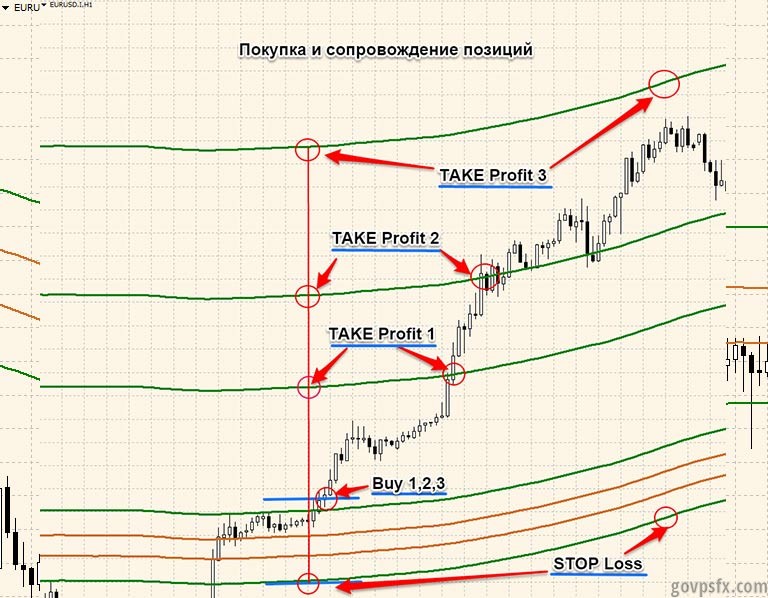 EURU
EURUSD.I,H1
Покупка и сопровождение позиций
TAKE Profit 3
TAKE Profit 2
TAKE Profit 1
Buy 1,2,3
STOP Loss
govpsfx.com